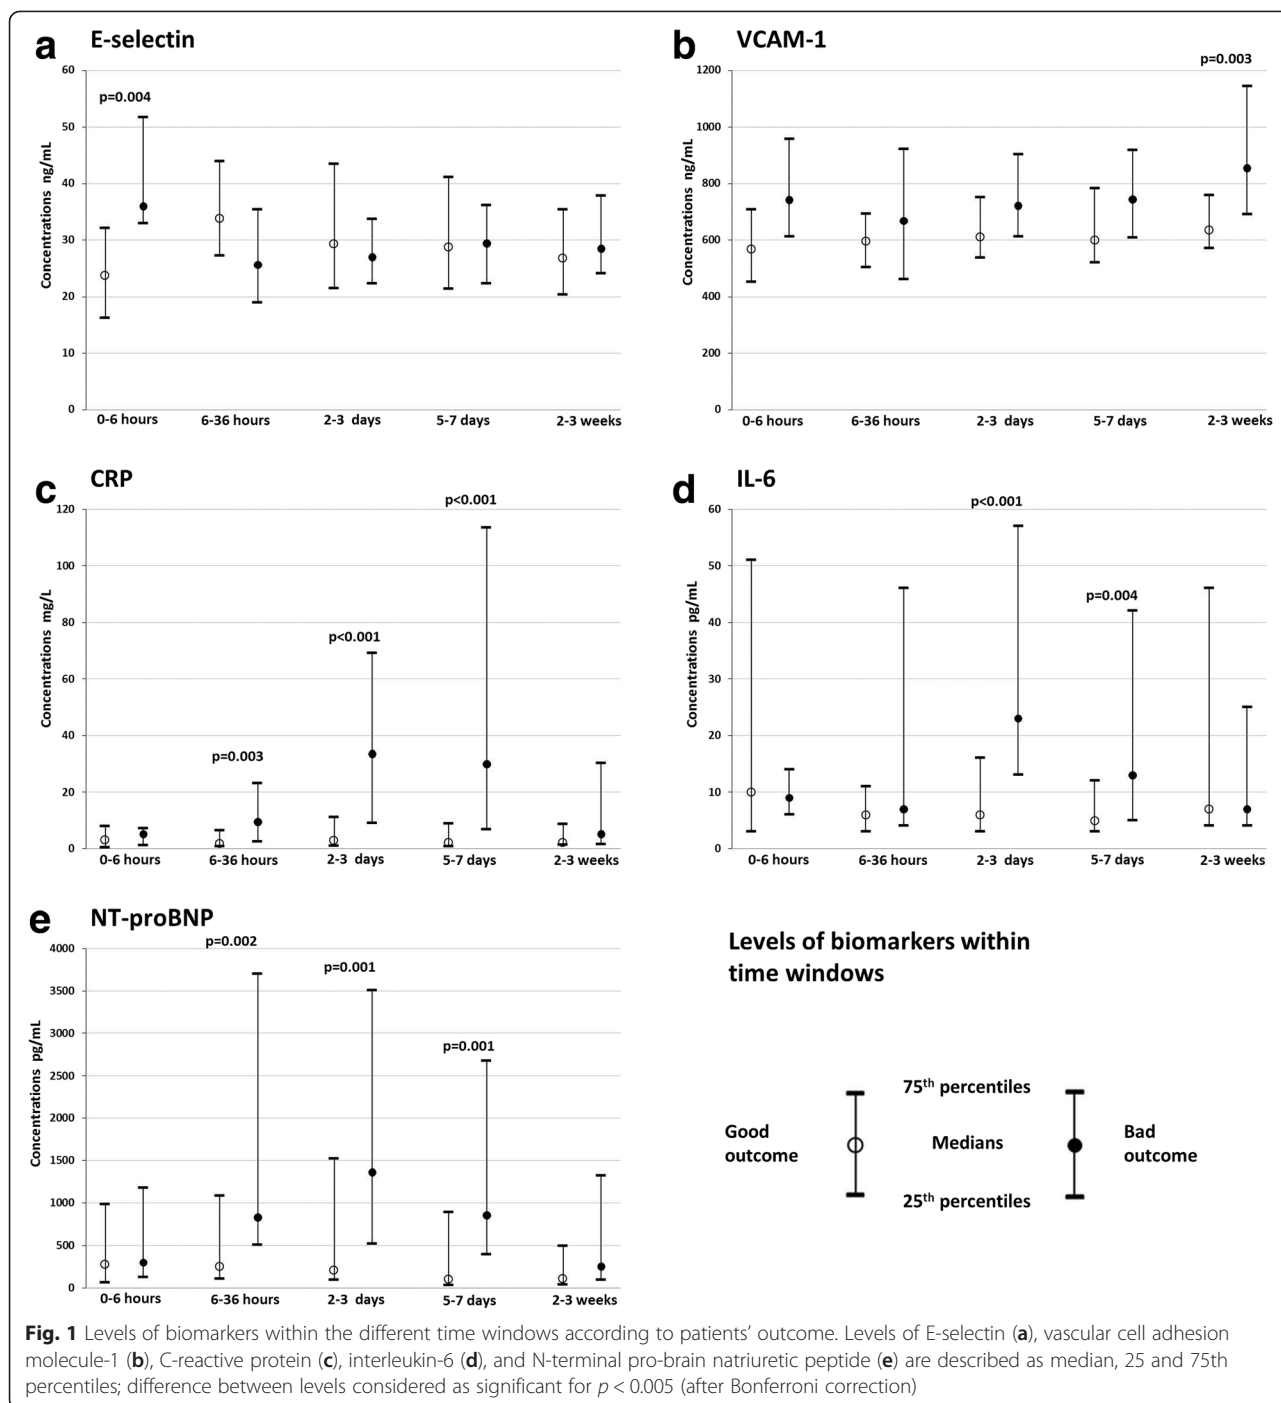 a E-selectin
60
50
40
30
20
10
0
Concentrations ng/mL
p=0.004
0-6 hours 6-36 hours 2-3 days 5-7 days 2-3 weeks
b VCAM-1
1200
1000
800
600
400
200
0
Concentrations ng/mL
p=0.003
0-6 hours 6-36 hours 2-3 days 5-7 days 2-3 weeks
c CRP
120
100
80
60
40
20
0
Concentrations mg/L
p=0.003
p<0.001
p<0.001
0-6 hours 6-36 hours 2-3 days 5-7 days 2-3 weeks
d IL-6
60
50
40
30
20
10
0
Concentrations pg/mL
p<0.001
p=0.004
0-6 hours 6-36 hours 2-3 days 5-7 days 2-3 weeks
e NT-proBNP
4000
3500
3000
2500
2000
1500
1000
500
0
Concentrations pg/mL
p=0.002
p=0.001
p=0.001
0-6 hours 6-36 hours 2-3 days 5-7 days 2-3 weeks
Levels of biomarkers within
time windows
75th percentiles
Good
outcome
Medians
Bad
outcome
25th percentiles
Fig. 1 Levels of biomarkers within the different time windows according to patients’ outcome. Levels of E-selectin (a), vascular cell adhesion
molecule-1 (b), C-reactive protein (c), interleukin-6 (d), and N-terminal pro-brain natriuretic peptide (e) are described as median, 25 and 75th
percentiles; difference between levels considered as significant for p < 0.005 (after Bonferroni correction)